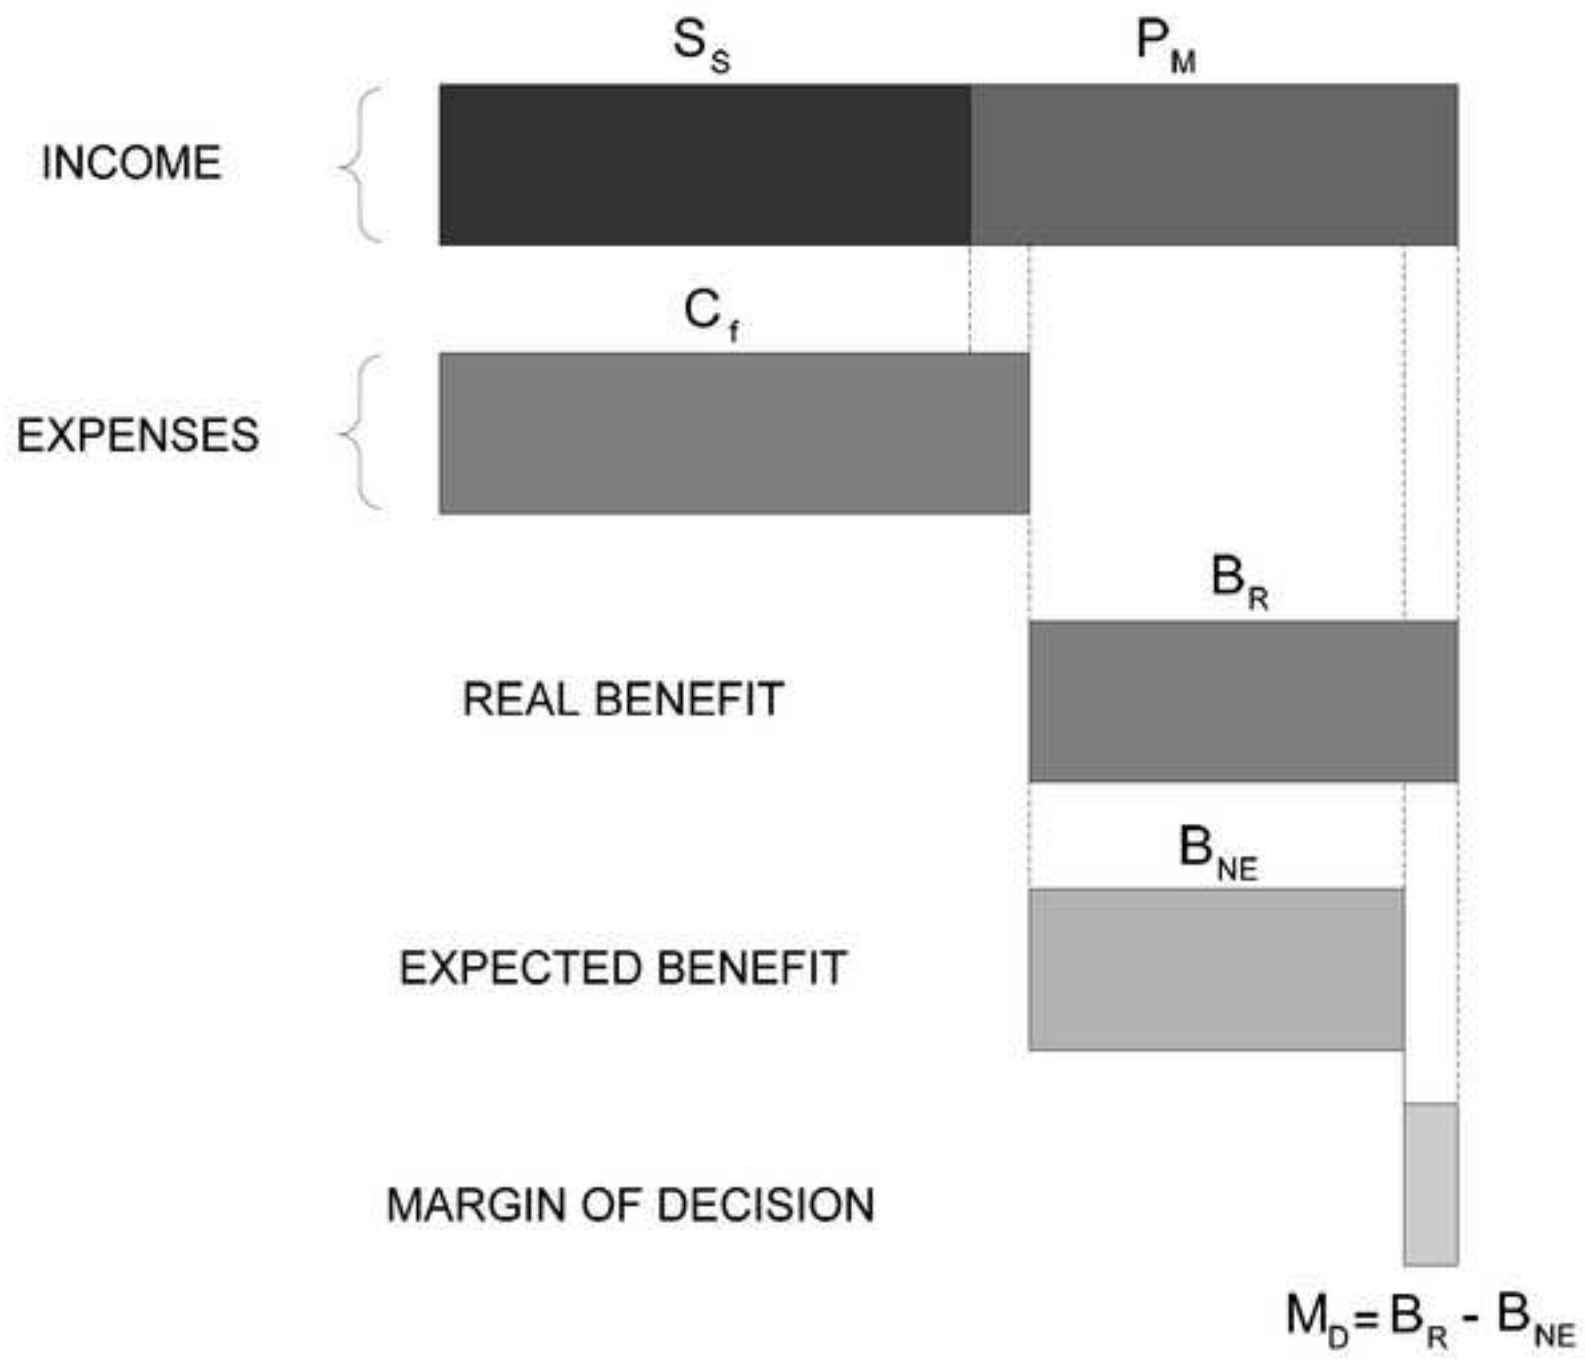 S_S P_M
INCOME
C_f
EXPENSES
B_R
REAL BENEFIT
B_NE
EXPECTED BENEFIT
MARGIN OF DECISION
M_D = B_R - B_NE